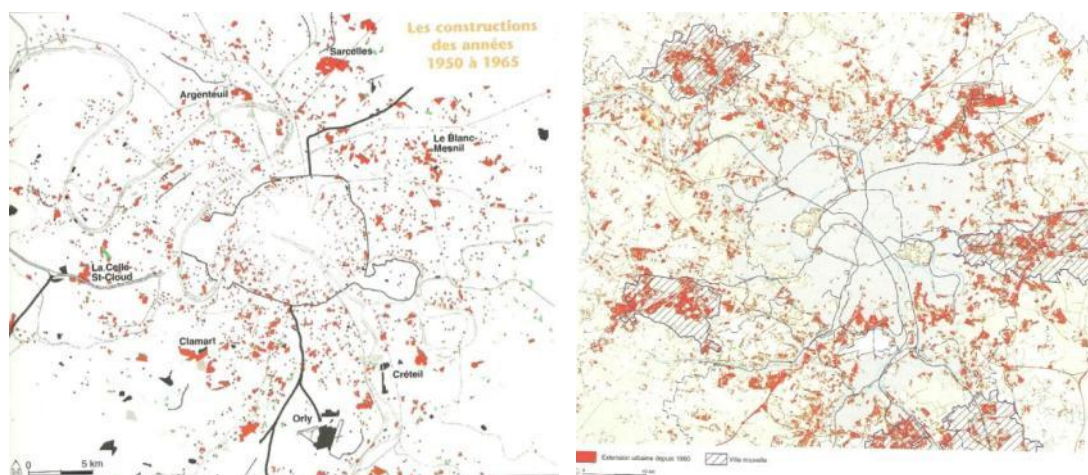 Les constructions
des années
1950 à 1965
Sarcelles
Argenteuil
Le Blanc-
Mesnil
La Celle-
St-Cloud
Clamart
Créteil
Orly
0 5 km
Extension urbaine depuis 1960
Ville nouvelle